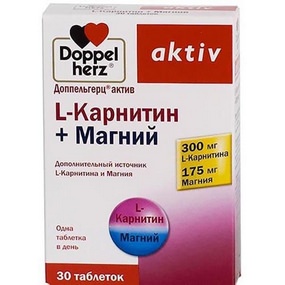 Doppel
herz®
aktiv
Доппельгерц® актив
L-Карнитин
+ Магний
300 мг
L-Карнитина
175 мг
Магния
Дополнительный источник
L-Карнитина и Магния
L-
Карнитин
Магний
Одна
таблетка
в день
30 таблеток